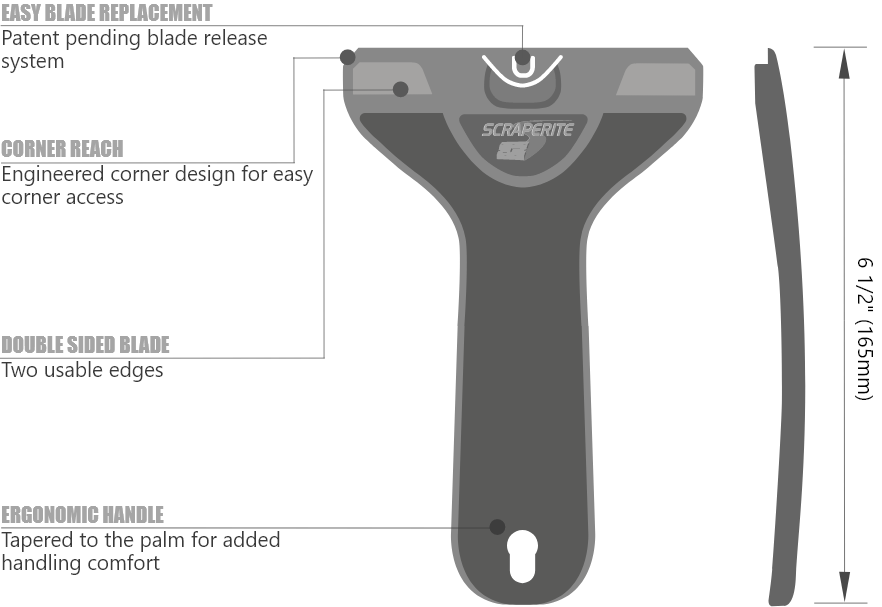 EASY BLADE REPLACEMENT
Patent pending blade release
system
CORNER REACH
Engineered corner design for easy
corner access
DOUBLE SIDED BLADE
Two usable edges
ERGONOMIC HANDLE
Tapered to the palm for added
handling comfort
SCRAPERITE
6 1/2" (165mm)